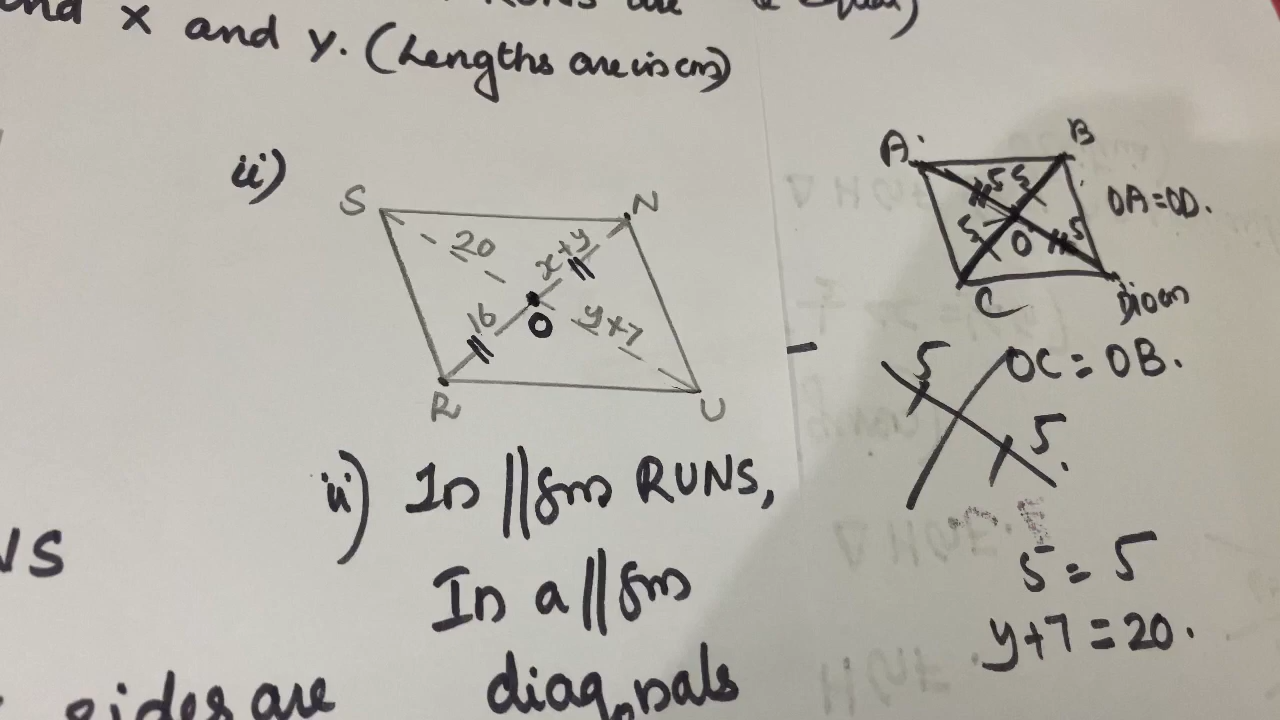 and x and y. (Lengths are in cm)
ii)
S
N
20
x+y
16
O
y+7
R
U
A
B
5 5
5
O
5
OA=OD.
C
D
5
OC = OB.
5.
ii) In ||gm RUNS,
5 = 5
NS
In a ||gm
y+7 = 20.
sides are
diagonals